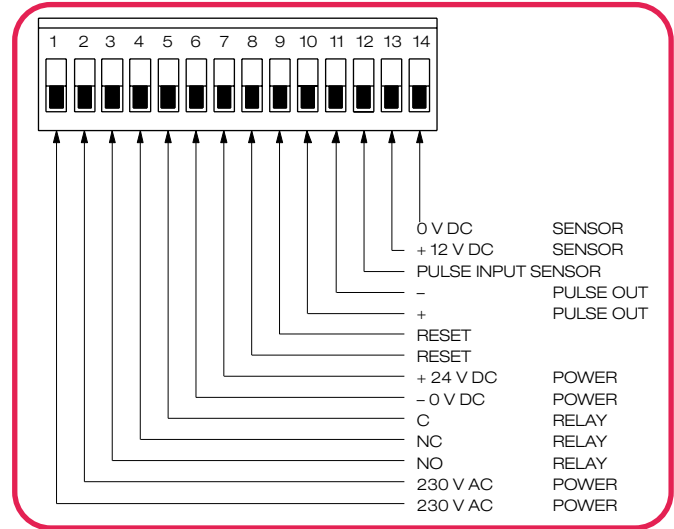 1 2 3 4 5 6 7 8 9 10 11 12 13 14
0 V DC SENSOR
+ 12 V DC SENSOR
PULSE INPUT SENSOR
– PULSE OUT
+ PULSE OUT
RESET
RESET
+ 24 V DC POWER
– 0 V DC POWER
C RELAY
NC RELAY
NO RELAY
230 V AC POWER
230 V AC POWER